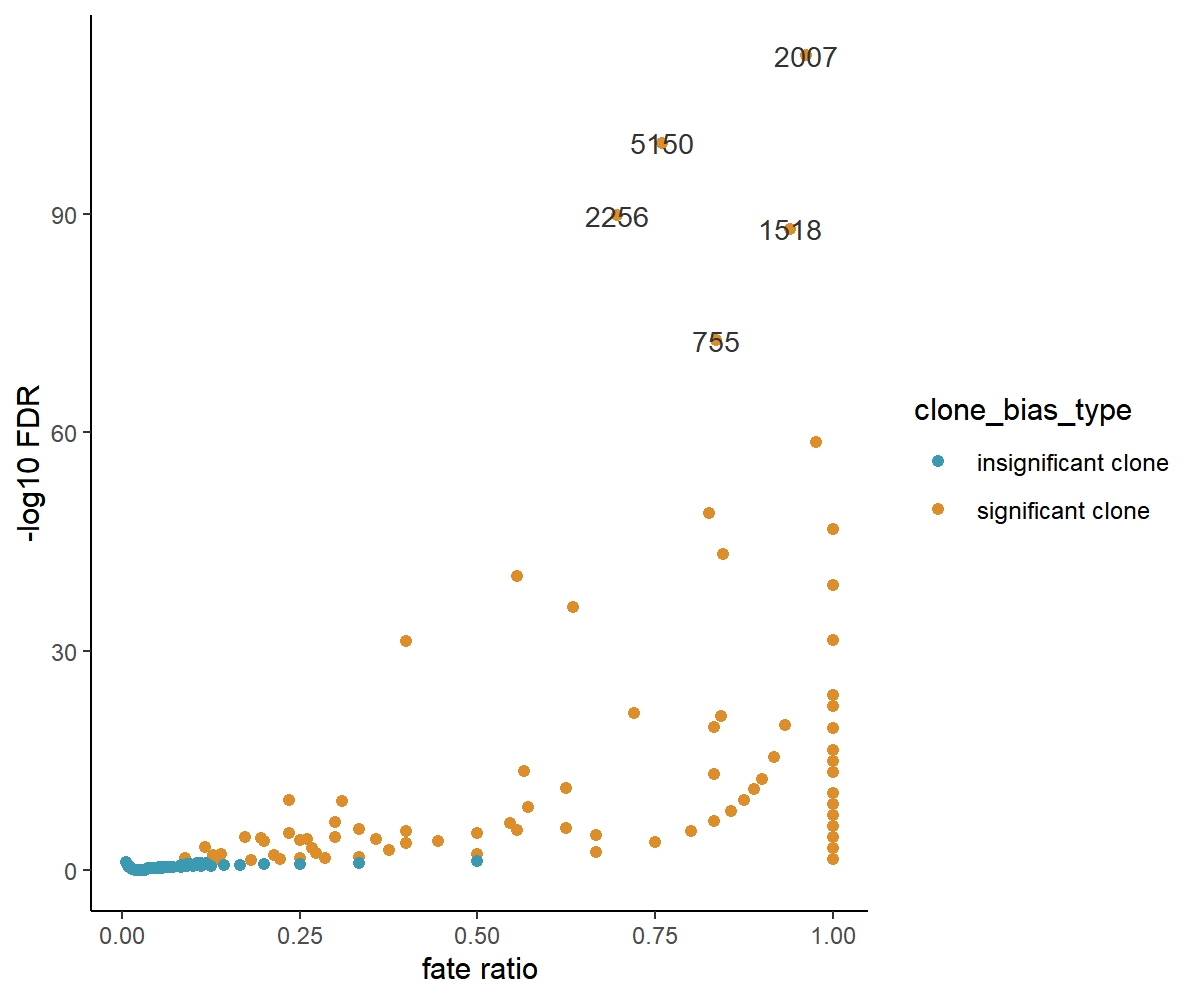 2007
5150
2256
1518
755
90
60
30
0
-log10 FDR
0.00 0.25 0.50 0.75 1.00
fate ratio
clone_bias_type
insignificant clone
significant clone